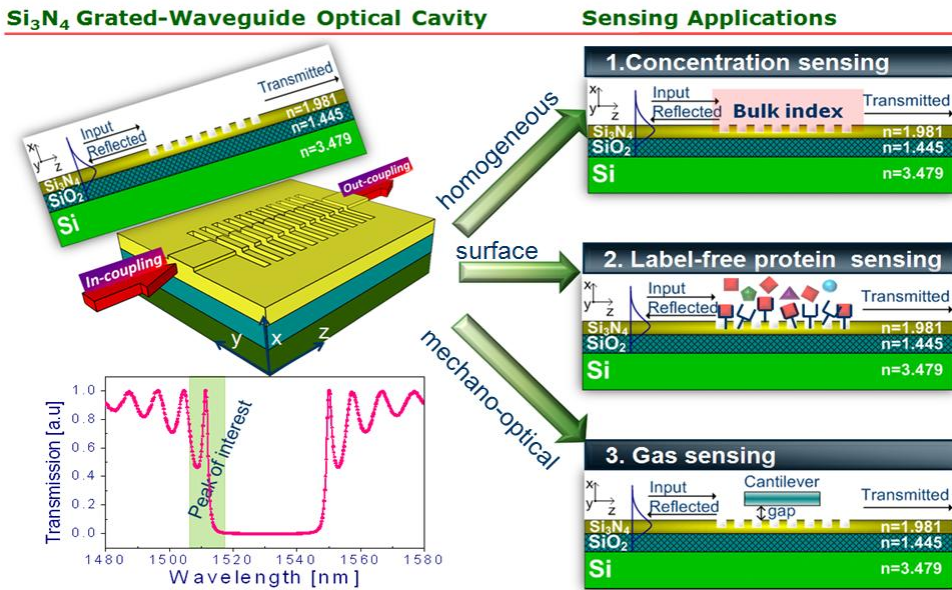 Si₃N₄ Grated-Waveguide Optical Cavity
Transmitted
Input
Reflected
n=1.981
n=1.445
n=3.479
x
y
z
Si₃N₄
SiO₂
Si
Out-coupling
In-coupling
y
x
z
Transmission [a.u]
1.0
0.8
0.6
0.4
0.2
0.0
Peak of interest
1480 1500 1520 1540 1560 1580
Wavelength [nm]
homogeneous
surface
mechano-optical
Sensing Applications
1.Concentration sensing
x
y
z
Input
Reflected
Bulk index
Transmitted
Si₃N₄
n=1.981
SiO₂
n=1.445
Si
n=3.479
2. Label-free protein sensing
x
y
z
Input
Reflected
Transmitted
Si₃N₄
n=1.981
SiO₂
n=1.445
Si
n=3.479
3. Gas sensing
x
y
z
Input
Reflected
Cantilever
gap
Transmitted
Si₃N₄
n=1.981
SiO₂
n=1.445
Si
n=3.479